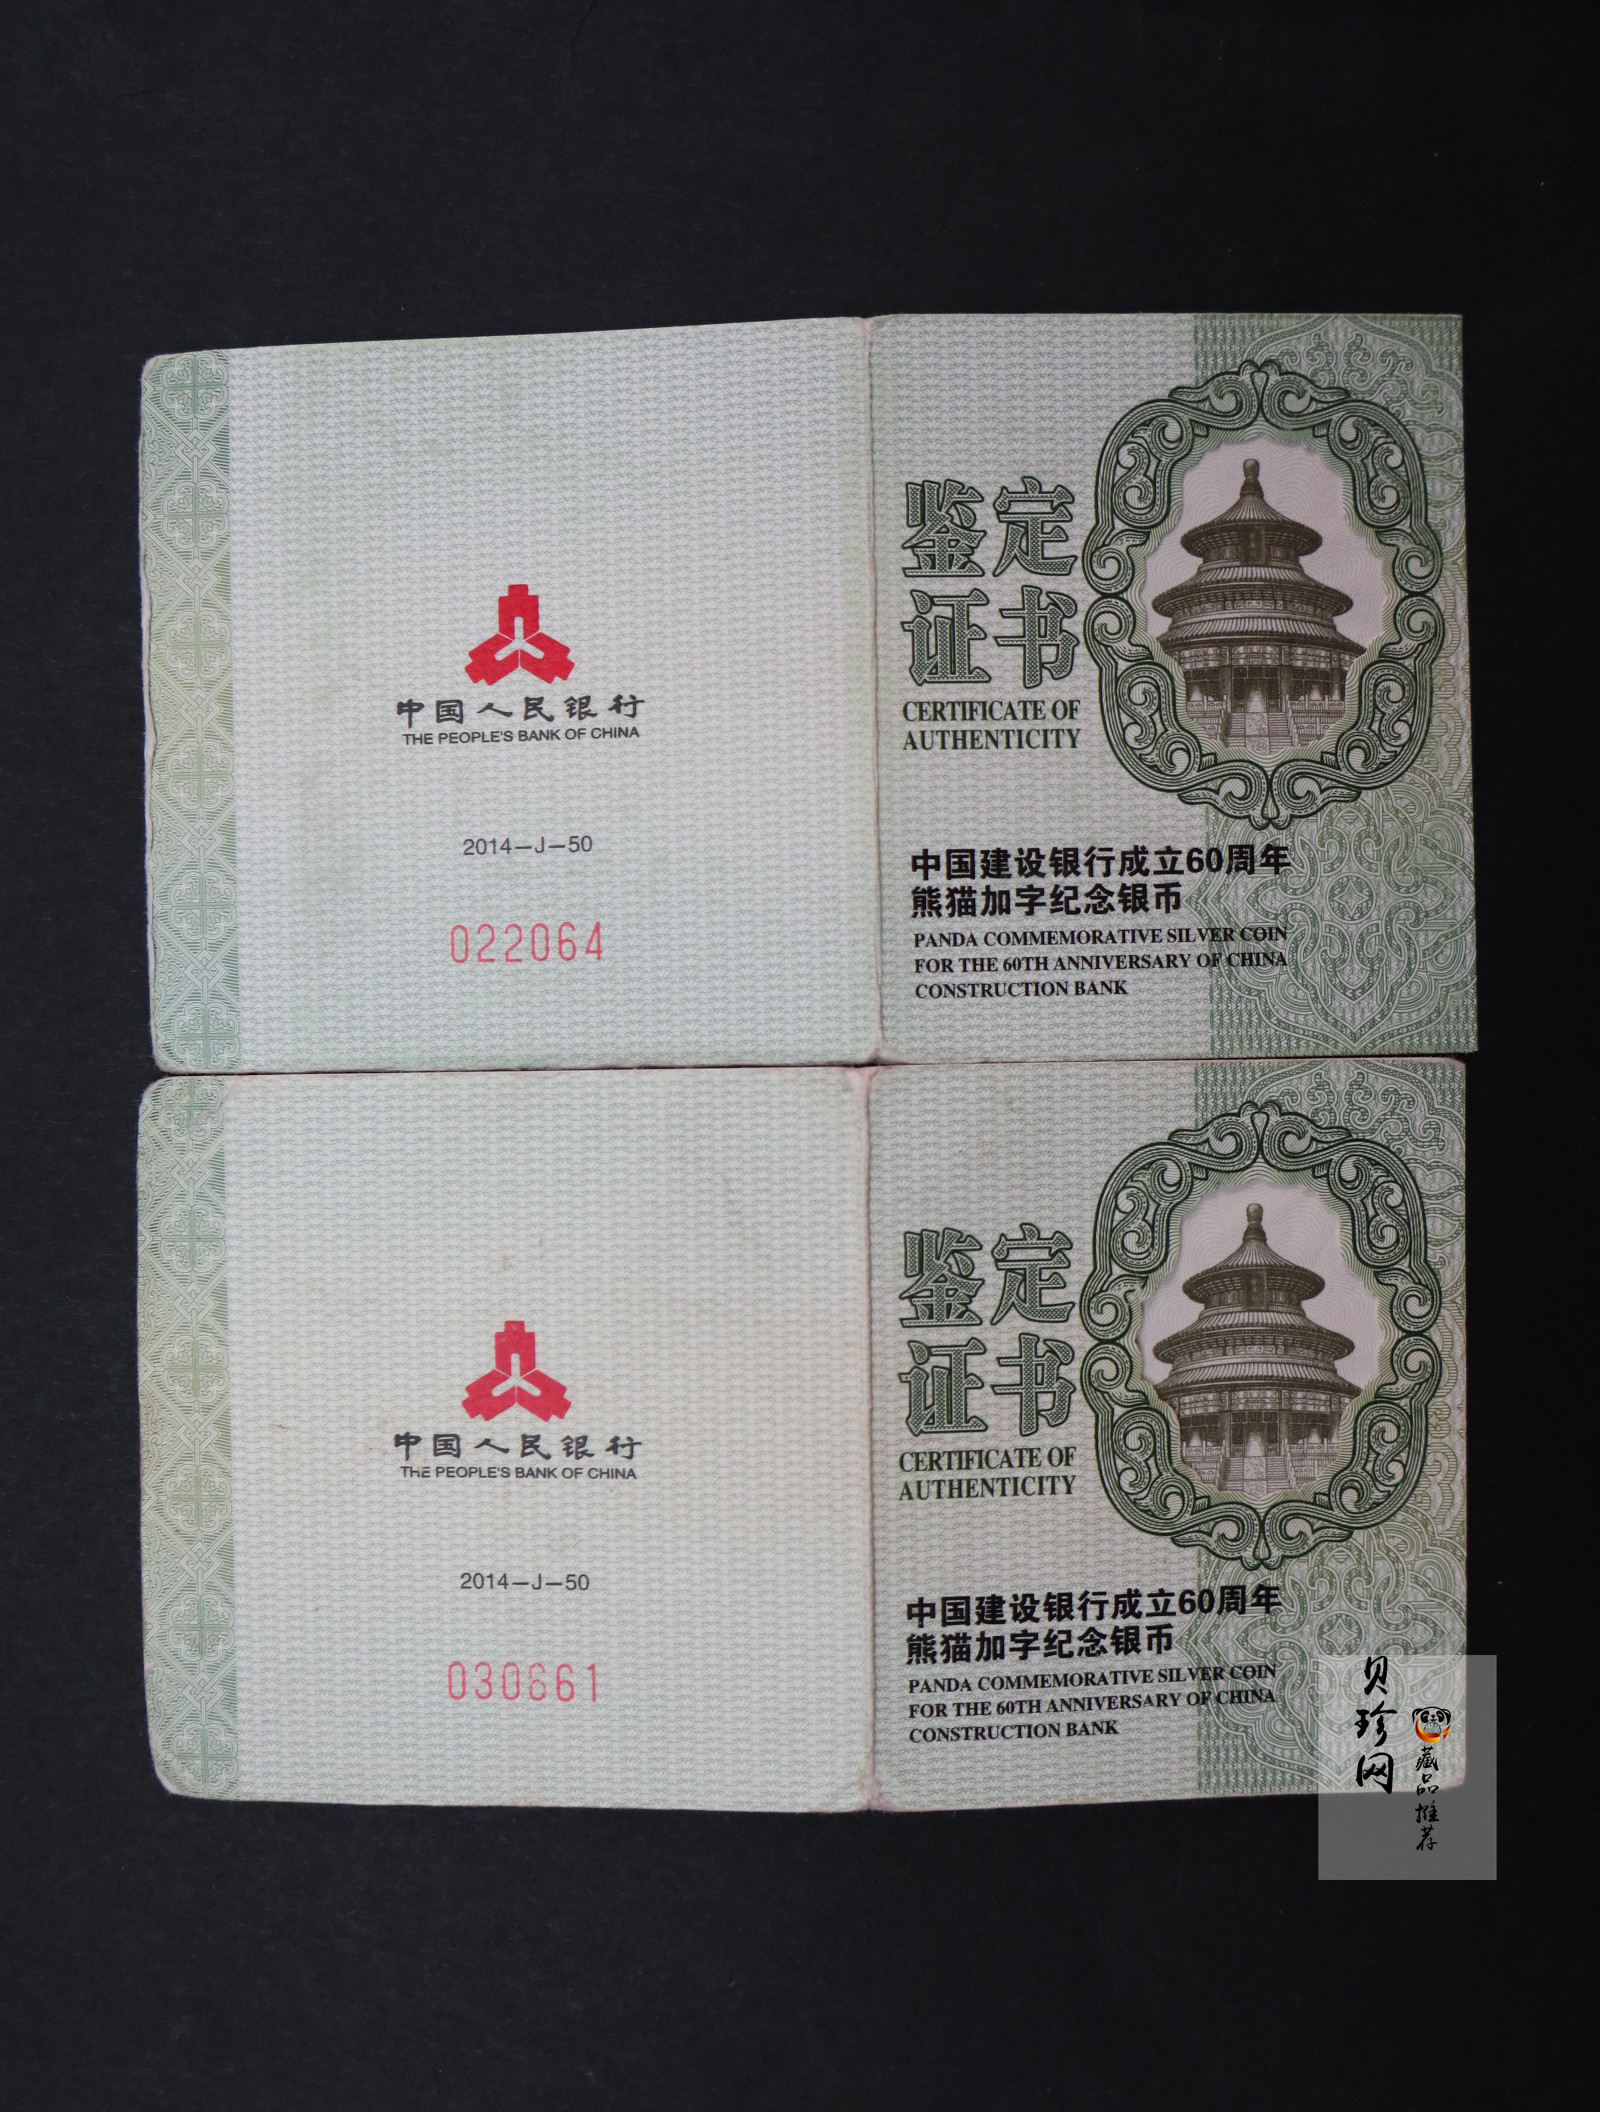 中国人民银行
THE PEOPLE'S BANK OF CHINA
2014-J-50
022064
鉴定
证书
CERTIFICATE OF
AUTHENTICITY
中国建设银行成立60周年
熊猫加字纪念银币
PANDA COMMEMORATIVE SILVER COIN
FOR THE 60TH ANNIVERSARY OF CHINA
CONSTRUCTION BANK
中国人民银行
THE PEOPLE'S BANK OF CHINA
2014-J-50
030661
鉴定
证书
CERTIFICATE OF
AUTHENTICITY
中国建设银行成立60周年
熊猫加字纪念银币
PANDA COMMEMORATIVE SILVER COIN
FOR THE 60TH ANNIVERSARY OF CHINA
CONSTRUCTION BANK
贝珍网
藏品推荐